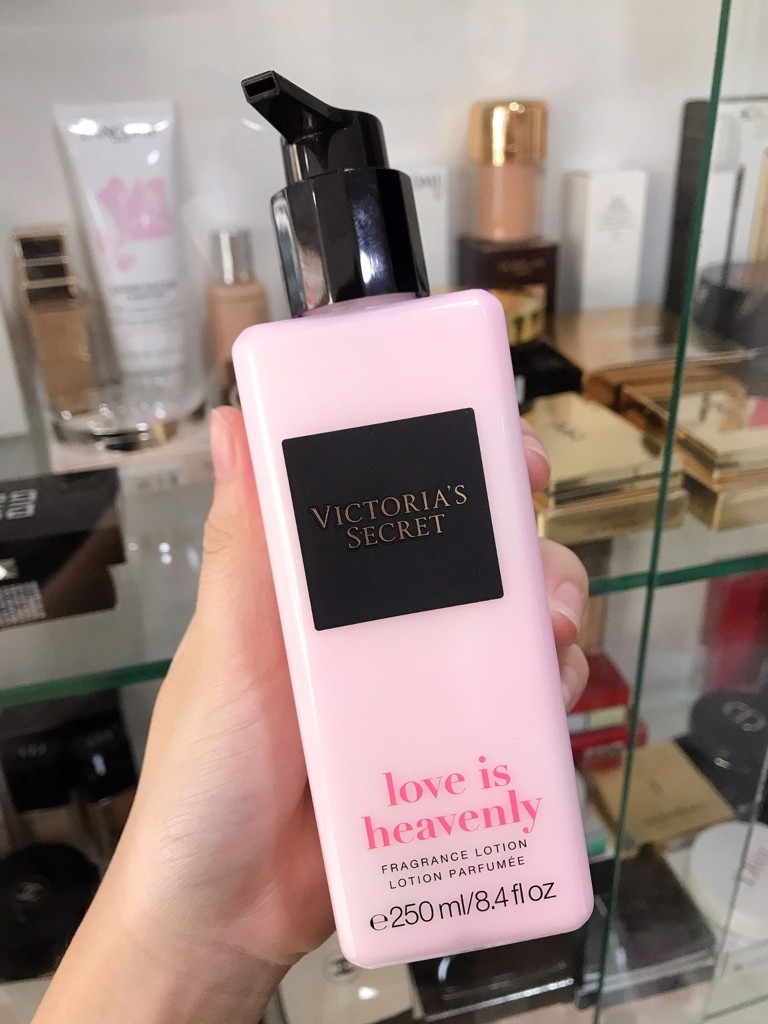 VICTORIA'S
SECRET
love is
heavenly
FRAGRANCE LOTION
LOTION PARFUMÉE
℮250 ml/8.4 fl oz